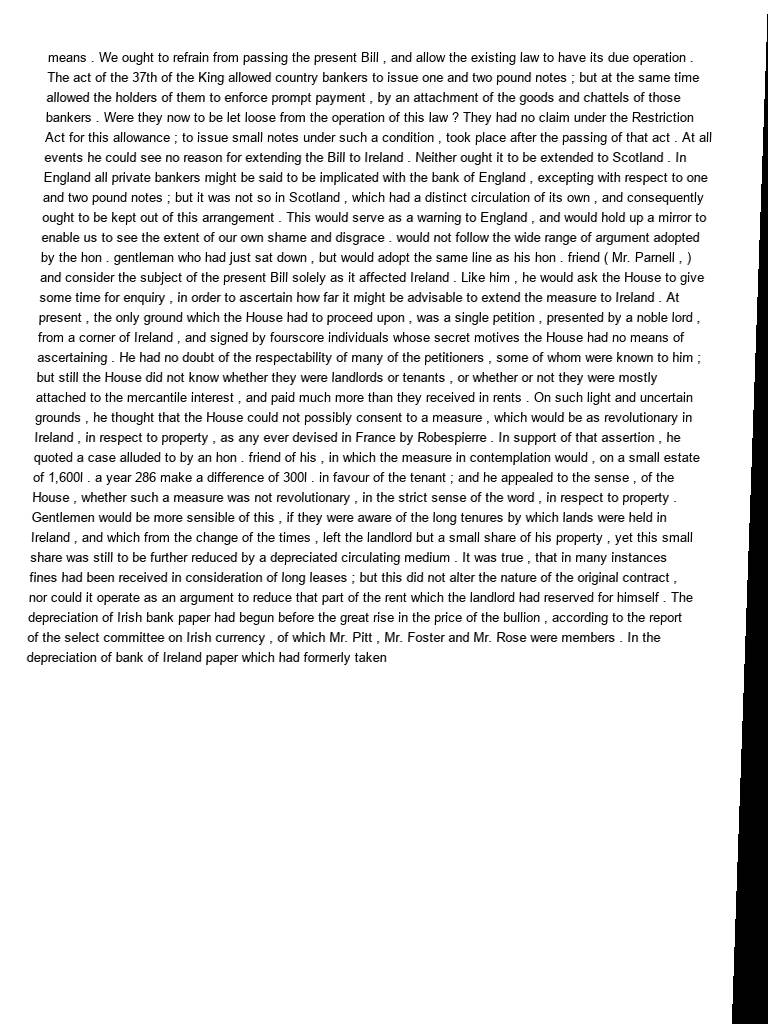 means . We ought to refrain from passing the present Bill , and allow the existing law to have its due operation .
The act of the 37th of the King allowed country bankers to issue one and two pound notes ; but at the same time
allowed the holders of them to enforce prompt payment , by an attachment of the goods and chattels of those
bankers . Were they now to be let loose from the operation of this law ? They had no claim under the Restriction
Act for this allowance ; to issue small notes under such a condition , took place after the passing of that act . At all
events he could see no reason for extending the Bill to Ireland . Neither ought it to be extended to Scotland . In
England all private bankers might be said to be implicated with the bank of England , excepting with respect to one
and two pound notes ; but it was not so in Scotland , which had a distinct circulation of its own , and consequently
ought to be kept out of this arrangement . This would serve as a warning to England , and would hold up a mirror to
enable us to see the extent of our own shame and disgrace . would not follow the wide range of argument adopted
by the hon . gentleman who had just sat down , but would adopt the same line as his hon . friend ( Mr. Parnell , )
and consider the subject of the present Bill solely as it affected Ireland . Like him , he would ask the House to give
some time for enquiry , in order to ascertain how far it might be advisable to extend the measure to Ireland . At
present , the only ground which the House had to proceed upon , was a single petition , presented by a noble lord ,
from a corner of Ireland , and signed by fourscore individuals whose secret motives the House had no means of
ascertaining . He had no doubt of the respectability of many of the petitioners , some of whom were known to him ;
but still the House did not know whether they were landlords or tenants , or whether or not they were mostly
attached to the mercantile interest , and paid much more than they received in rents . On such light and uncertain
grounds , he thought that the House could not possibly consent to a measure , which would be as revolutionary in
Ireland , in respect to property , as any ever devised in France by Robespierre . In support of that assertion , he
quoted a case alluded to by an hon . friend of his , in which the measure in contemplation would , on a small estate
of 1,600l . a year 286 make a difference of 300l . in favour of the tenant ; and he appealed to the sense , of the
House , whether such a measure was not revolutionary , in the strict sense of the word , in respect to property .
Gentlemen would be more sensible of this , if they were aware of the long tenures by which lands were held in
Ireland , and which from the change of the times , left the landlord but a small share of his property , yet this small
share was still to be further reduced by a depreciated circulating medium . It was true , that in many instances
fines had been received in consideration of long leases ; but this did not alter the nature of the original contract ,
nor could it operate as an argument to reduce that part of the rent which the landlord had reserved for himself . The
depreciation of Irish bank paper had begun before the great rise in the price of the bullion , according to the report
of the select committee on Irish currency , of which Mr. Pitt , Mr. Foster and Mr. Rose were members . In the
depreciation of bank of Ireland paper which had formerly taken